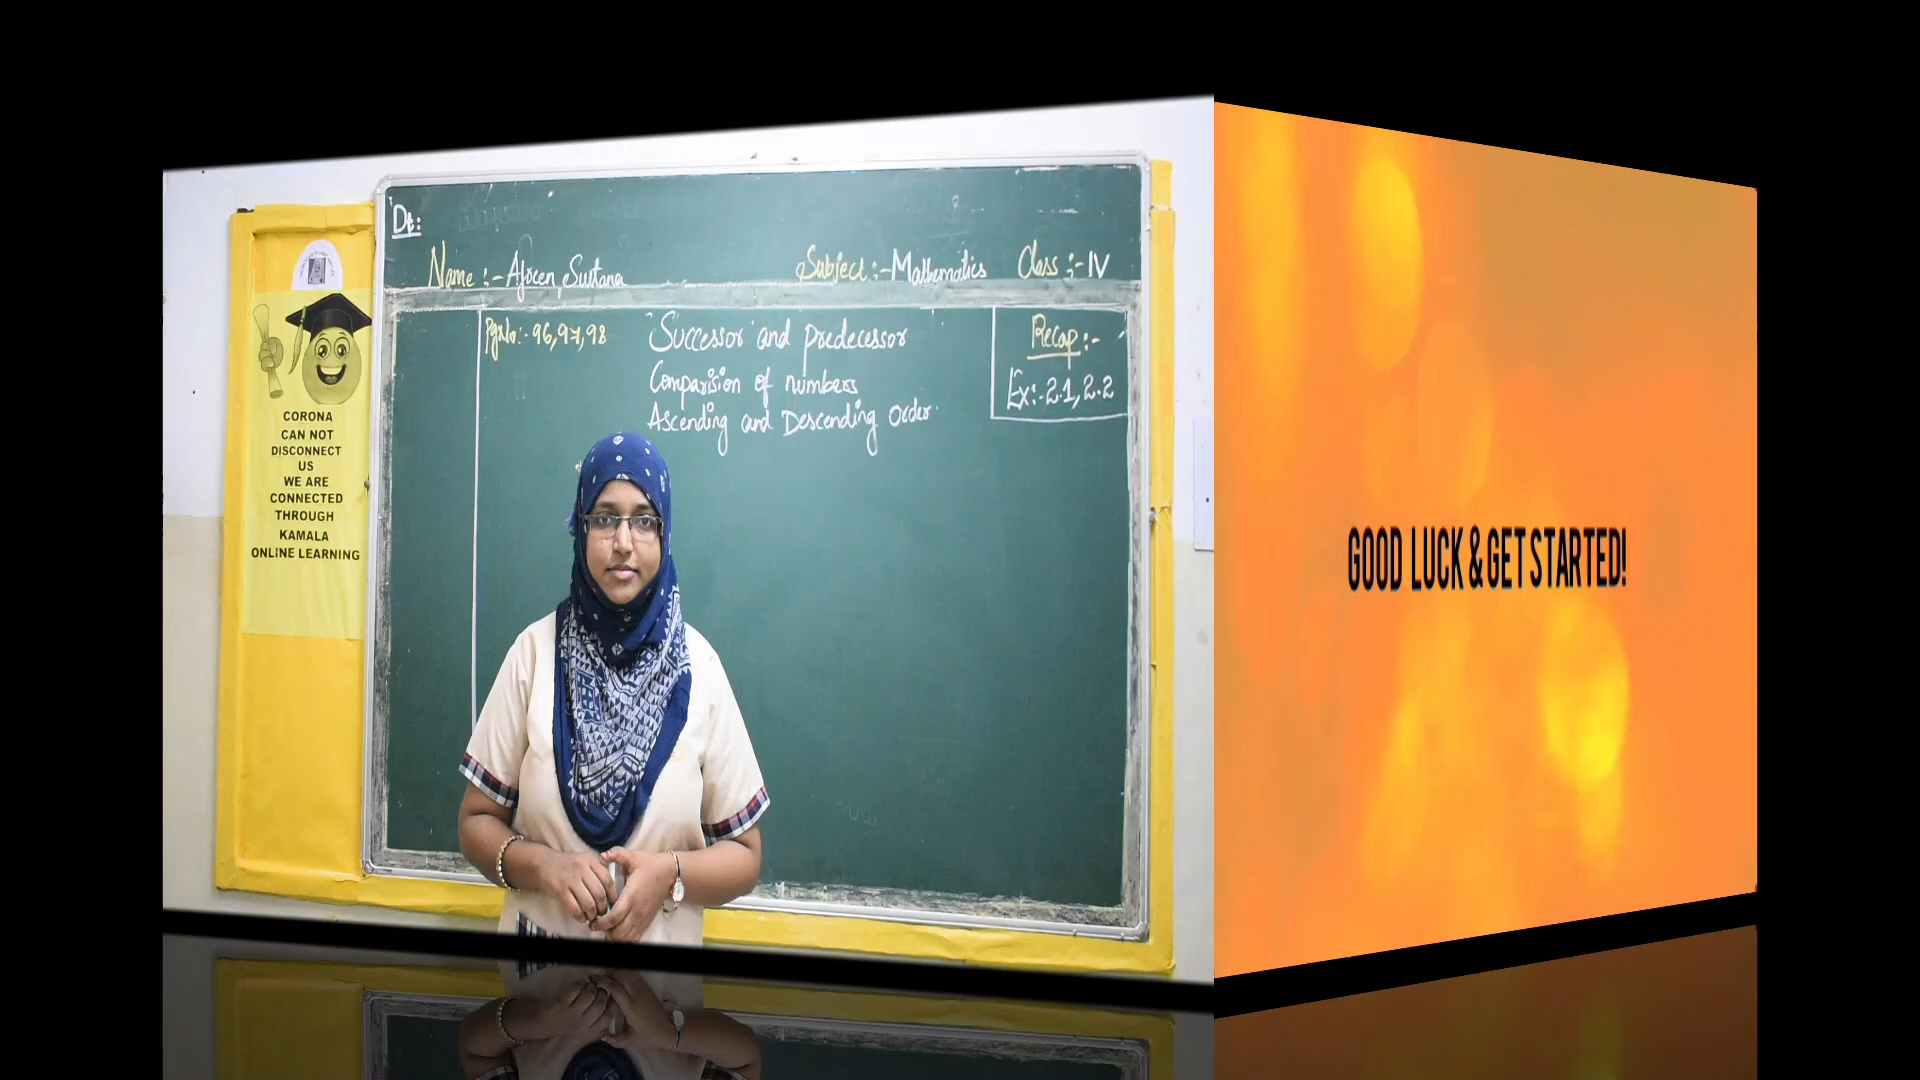 Dt:
Name :- Afreen Sultana
Subject :- Mathematics Class :- IV
Pg No :- 96,97,98
Successor and predecessor
Comparision of numbers
Ascending and Descending Order
Recap :-
Ex:- 2.1, 2.2
CORONA
CAN NOT
DISCONNECT
US
WE ARE
CONNECTED
THROUGH
KAMALA
ONLINE LEARNING
GOOD LUCK & GET STARTED!